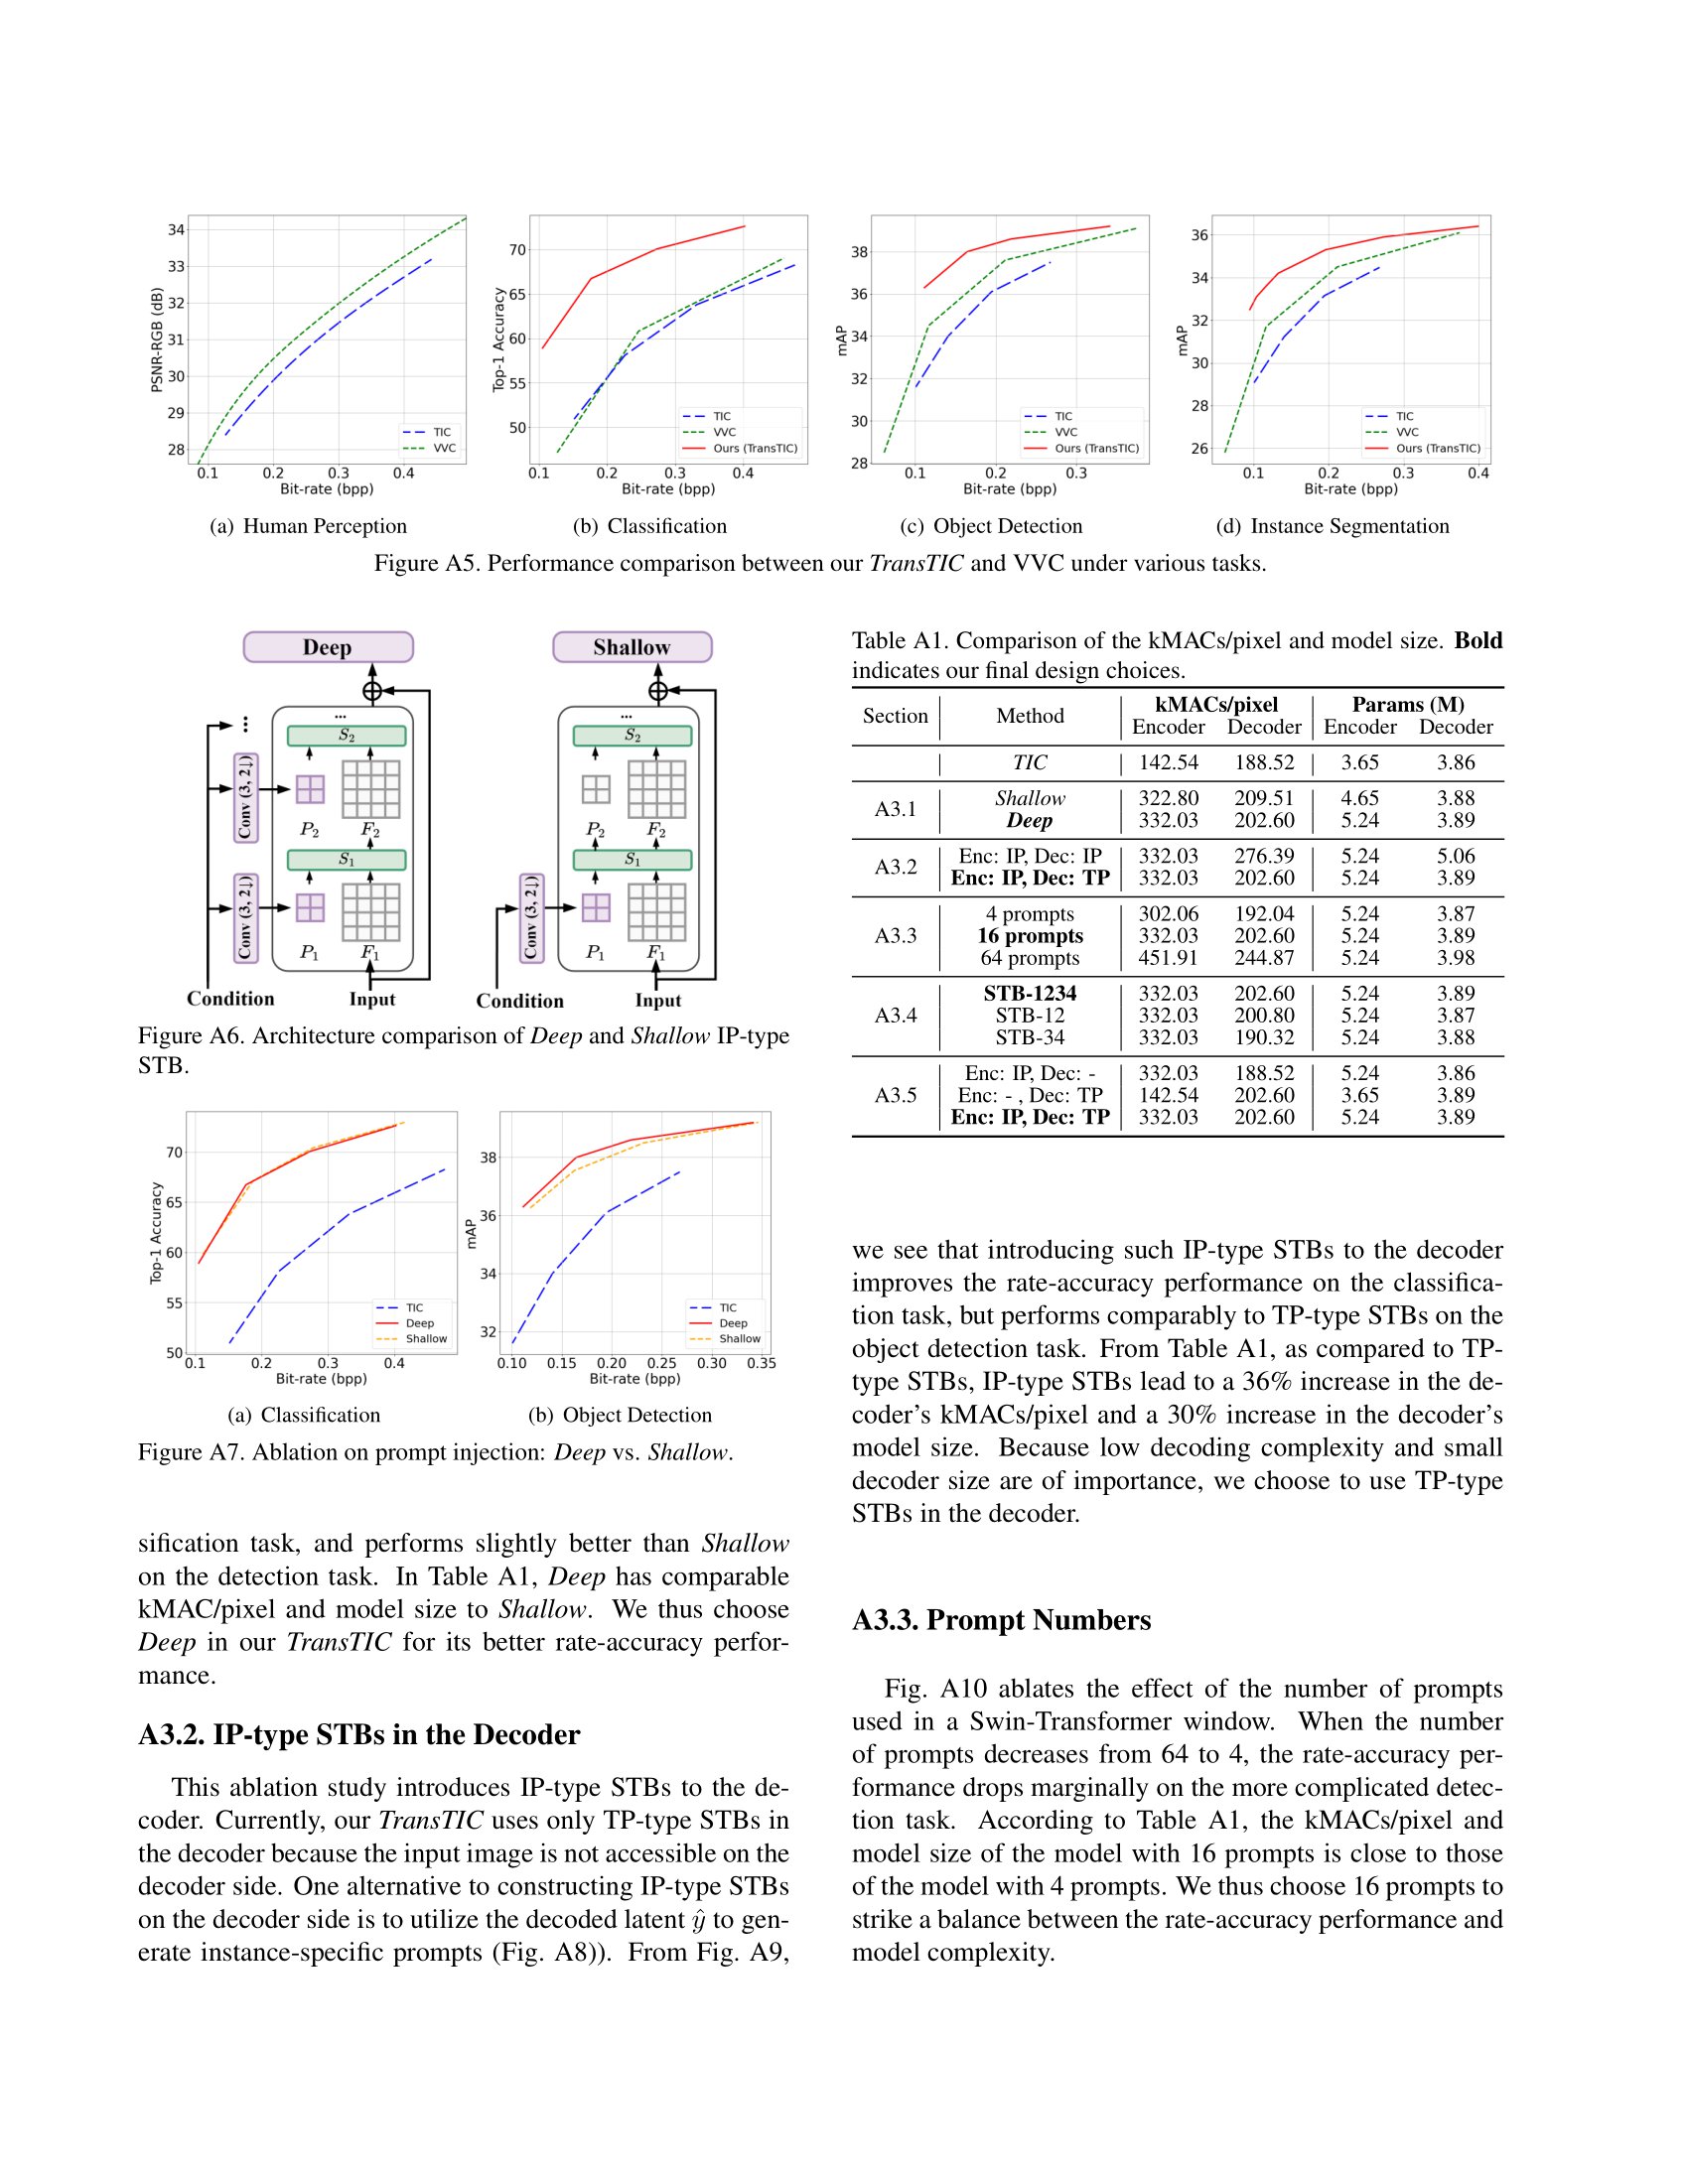 34
33
32
31
30
29
28
PSNR-RGB (dB)
0.1 0.2 0.3 0.4
Bit-rate (bpp)
TIC
VVC
(a) Human Perception
70
65
60
55
50
Top-1 Accuracy
0.1 0.2 0.3 0.4
Bit-rate (bpp)
TIC
VVC
Ours (TransTIC)
(b) Classification
38
36
34
32
30
28
mAP
0.1 0.2 0.3
Bit-rate (bpp)
TIC
VVC
Ours (TransTIC)
(c) Object Detection
36
34
32
30
28
26
mAP
0.1 0.2 0.3 0.4
Bit-rate (bpp)
TIC
VVC
Ours (TransTIC)
(d) Instance Segmentation
Figure A5. Performance comparison between our TransTIC and VVC under various tasks.
Deep
...
S2
Conv (3, 2↓)
P2 F2
S1
Conv (3, 2↓)
P1 F1
Condition Input
Shallow
...
S2
P2 F2
S1
Conv (3, 2↓)
P1 F1
Condition Input
Figure A6. Architecture comparison of Deep and Shallow IP-type
STB.
70
65
60
55
50
Top-1 Accuracy
0.1 0.2 0.3 0.4
Bit-rate (bpp)
TIC
Deep
Shallow
(a) Classification
38
36
34
32
mAP
0.10 0.15 0.20 0.25 0.30 0.35
Bit-rate (bpp)
TIC
Deep
Shallow
(b) Object Detection
Figure A7. Ablation on prompt injection: Deep vs. Shallow.
sification task, and performs slightly better than Shallow
on the detection task. In Table A1, Deep has comparable
kMAC/pixel and model size to Shallow. We thus choose
Deep in our TransTIC for its better rate-accuracy perfor-
mance.
A3.2. IP-type STBs in the Decoder
This ablation study introduces IP-type STBs to the de-
coder. Currently, our TransTIC uses only TP-type STBs in
the decoder because the input image is not accessible on the
decoder side. One alternative to constructing IP-type STBs
on the decoder side is to utilize the decoded latent ŷ to gen-
erate instance-specific prompts (Fig. A8)). From Fig. A9,
Table A1. Comparison of the kMACs/pixel and model size. Bold
indicates our final design choices.
Section Method kMACs/pixel Params (M)
Encoder Decoder Encoder Decoder
TIC 142.54 188.52 3.65 3.86
A3.1
Shallow 322.80 209.51 4.65 3.88
Deep 332.03 202.60 5.24 3.89
A3.2
Enc: IP, Dec: IP 332.03 276.39 5.24 5.06
Enc: IP, Dec: TP 332.03 202.60 5.24 3.89
A3.3
4 prompts 302.06 192.04 5.24 3.87
16 prompts 332.03 202.60 5.24 3.89
64 prompts 451.91 244.87 5.24 3.98
A3.4
STB-1234 332.03 202.60 5.24 3.89
STB-12 332.03 200.80 5.24 3.87
STB-34 332.03 190.32 5.24 3.88
A3.5
Enc: IP, Dec: - 332.03 188.52 5.24 3.86
Enc: - , Dec: TP 142.54 202.60 3.65 3.89
Enc: IP, Dec: TP 332.03 202.60 5.24 3.89
we see that introducing such IP-type STBs to the decoder
improves the rate-accuracy performance on the classifica-
tion task, but performs comparably to TP-type STBs on the
object detection task. From Table A1, as compared to TP-
type STBs, IP-type STBs lead to a 36% increase in the de-
coder's kMACs/pixel and a 30% increase in the decoder's
model size. Because low decoding complexity and small
decoder size are of importance, we choose to use TP-type
STBs in the decoder.
A3.3. Prompt Numbers
Fig. A10 ablates the effect of the number of prompts
used in a Swin-Transformer window. When the number
of prompts decreases from 64 to 4, the rate-accuracy per-
formance drops marginally on the more complicated detec-
tion task. According to Table A1, the kMACs/pixel and
model size of the model with 16 prompts is close to those
of the model with 4 prompts. We thus choose 16 prompts to
strike a balance between the rate-accuracy performance and
model complexity.